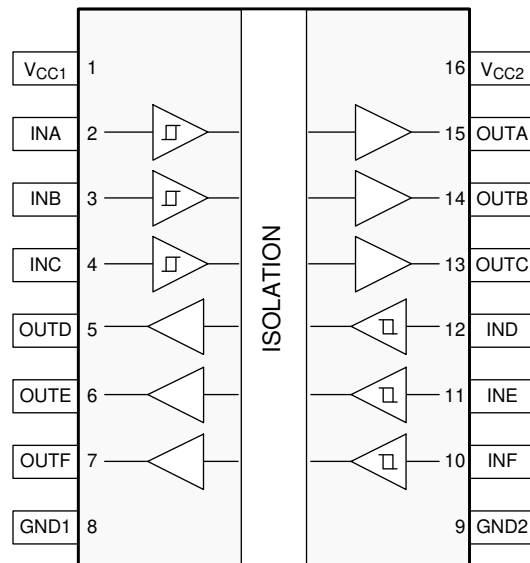 VCC1 1 16 VCC2
INA 2 15 OUTA
INB 3 14 OUTB
INC 4 13 OUTC
ISOLATION
OUTD 5 12 IND
OUTE 6 11 INE
OUTF 7 10 INF
GND1 8 9 GND2